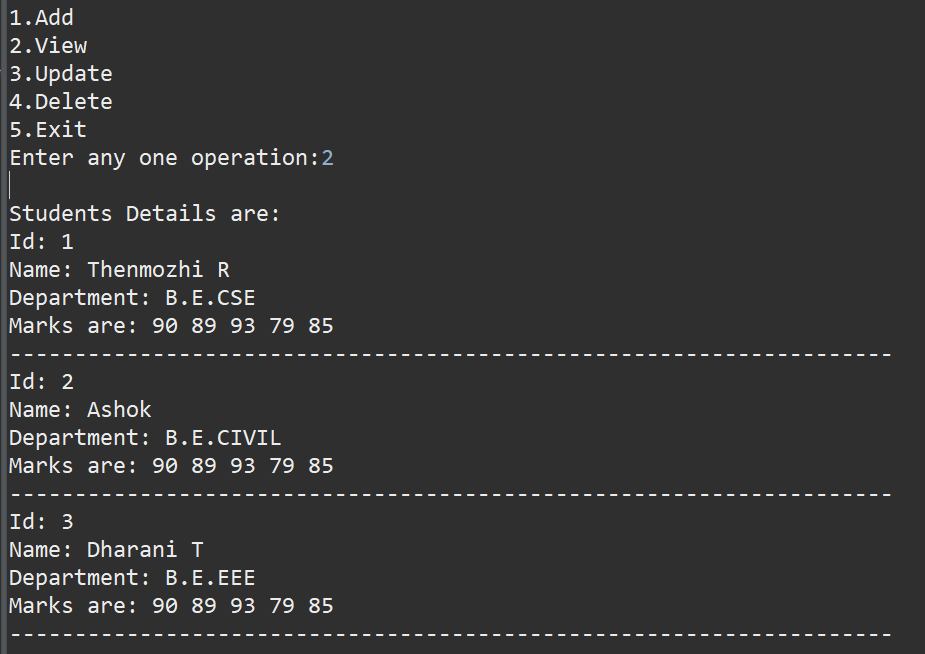 1.Add
2.View
3.Update
4.Delete
5.Exit
Enter any one operation:2
Students Details are:
Id: 1
Name: Thenmozhi R
Department: B.E.CSE
Marks are: 90 89 93 79 85
--------------------------------------------------------------------
Id: 2
Name: Ashok
Department: B.E.CIVIL
Marks are: 90 89 93 79 85
--------------------------------------------------------------------
Id: 3
Name: Dharani T
Department: B.E.EEE
Marks are: 90 89 93 79 85
--------------------------------------------------------------------